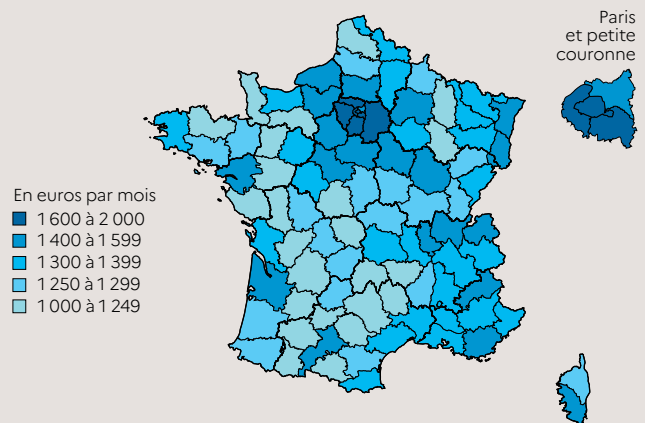 Paris
et petite
couronne
En euros par mois
1 600 à 2 000
1 400 à 1 599
1 300 à 1 399
1 250 à 1 299
1 000 à 1 249